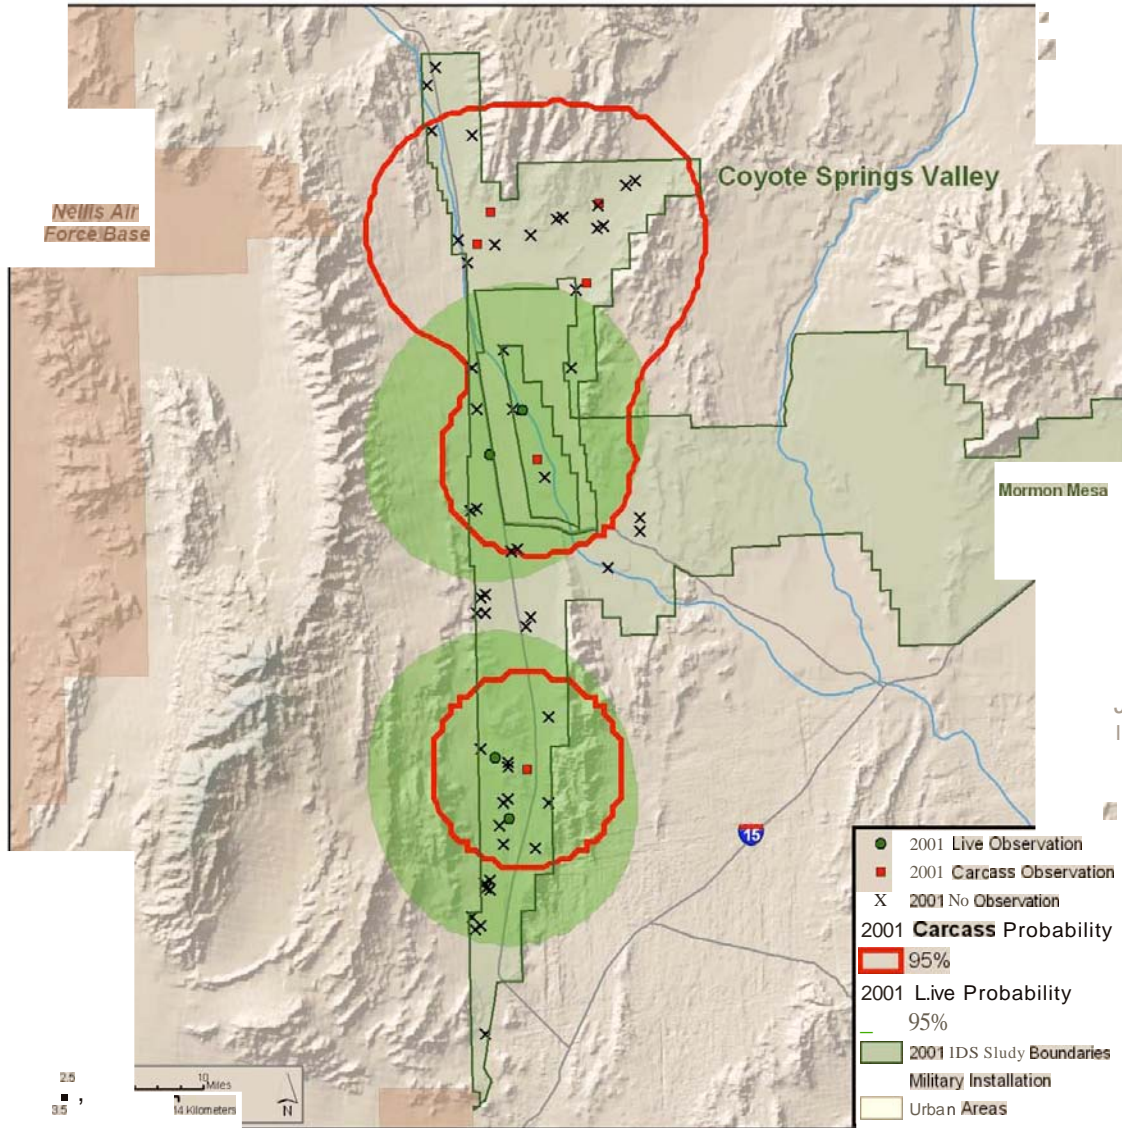 Coyote Springs Valley
Nellis Air
Force Base
Mormon Mesa
15
2001 Live Observation
2001 Carcass Observation
X 2001 No Observation
2001 Carcass Probability
95%
2001 L.ive Probability
95%
2001 IDS Study Boundaries
Military Installation
Urban Areas
2.5
10
Miles
3.5
14 Kilometers
N